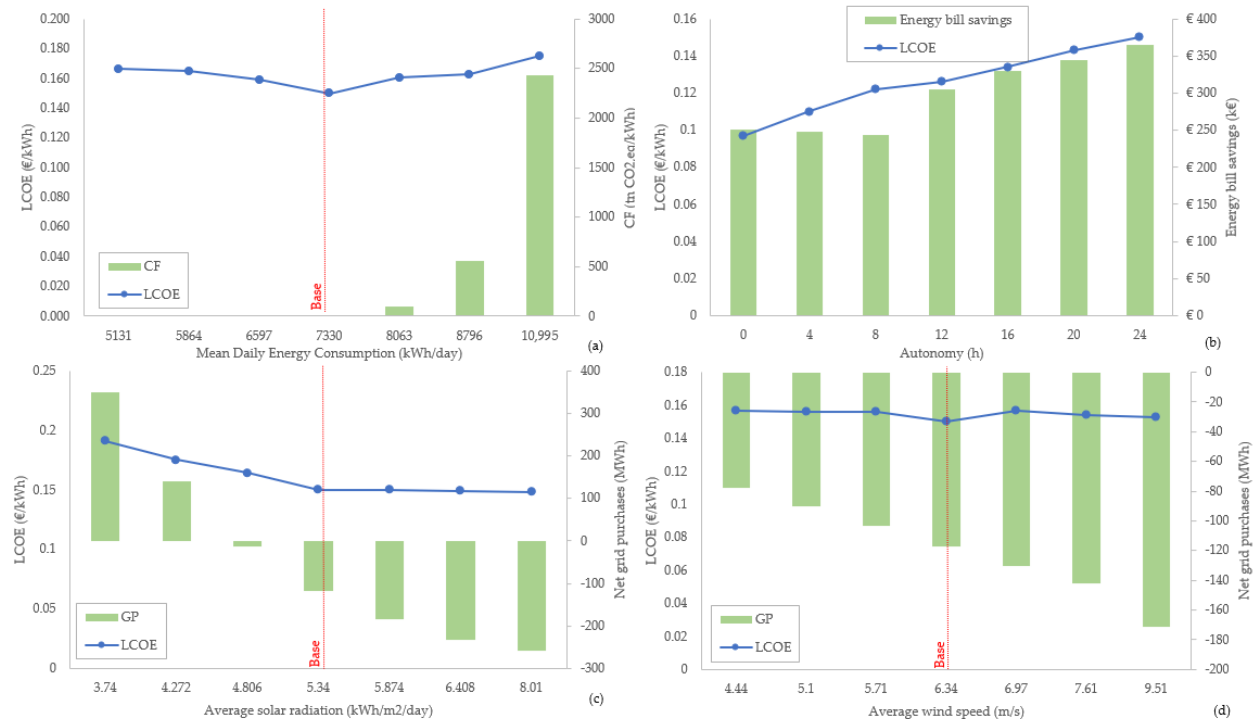 0.200
0.180
0.160
0.140
0.120
0.100
0.080
0.060
0.040
0.020
0.000
LCOE (€/kWh)
3000
2500
2000
1500
1000
500
0
CF (tn CO2.eq/kWh)
CF
LCOE
Base
5131 5864 6597 7330 8063 8796 10,995
Mean Daily Energy Consumption (kWh/day)
(a)
0.16
0.14
0.12
0.1
0.08
0.06
0.04
0.02
0
LCOE (€/kWh)
€ 400
€ 350
€ 300
€ 250
€ 200
€ 150
€ 100
€ 50
€ 0
Energy bill savings (k€)
Energy bill savings
LCOE
0 4 8 12 16 20 24
Autonomy (h)
(b)
0.25
0.2
0.15
0.1
0.05
0
LCOE (€/kWh)
400
300
200
100
0
-100
-200
-300
Net grid purchases (MWh)
GP
LCOE
Base
3.74 4.272 4.806 5.34 5.874 6.408 8.01
Average solar radiation (kWh/m2/day)
(c)
0.18
0.16
0.14
0.12
0.1
0.08
0.06
0.04
0.02
0
LCOE (€/kWh)
0
-20
-40
-60
-80
-100
-120
-140
-160
-180
-200
Net grid purchases (MWh)
GP
LCOE
Base
4.44 5.1 5.71 6.34 6.97 7.61 9.51
Average wind speed (m/s)
(d)